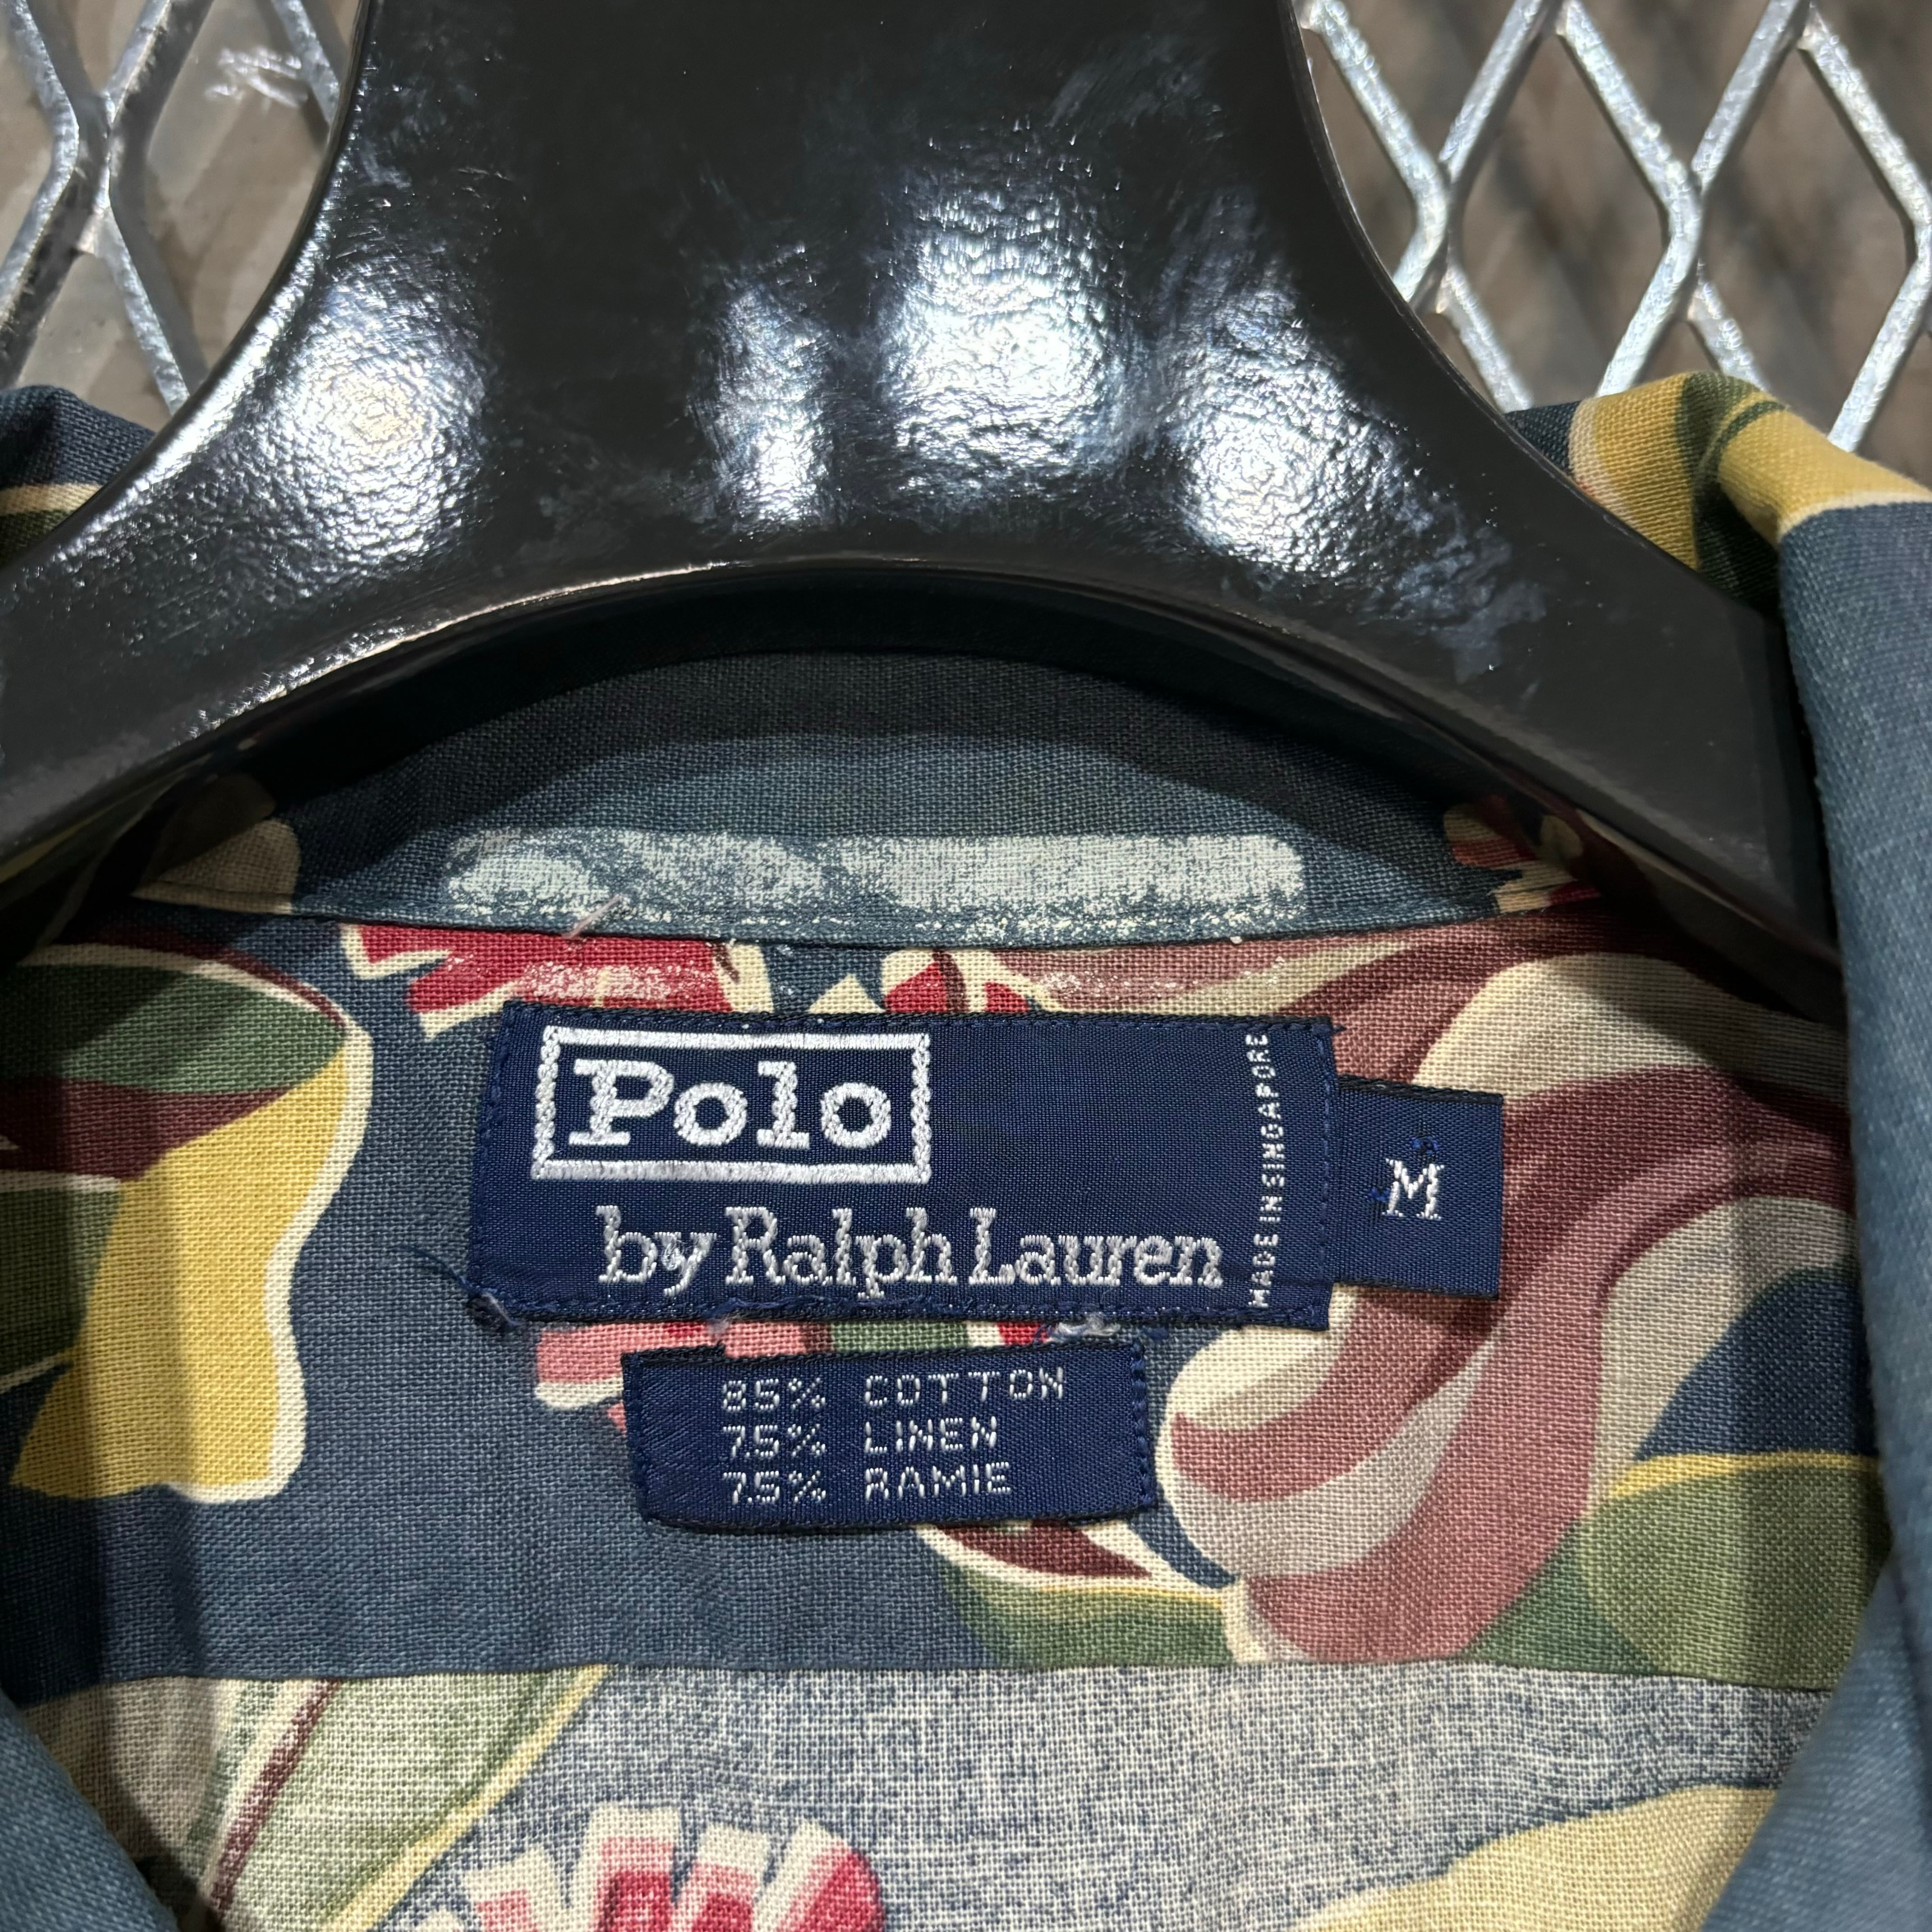 Polo
by Ralph Lauren
MADE IN SINGAPORE
M
85% COTTON
7.5% LINEN
7.5% RAMIE